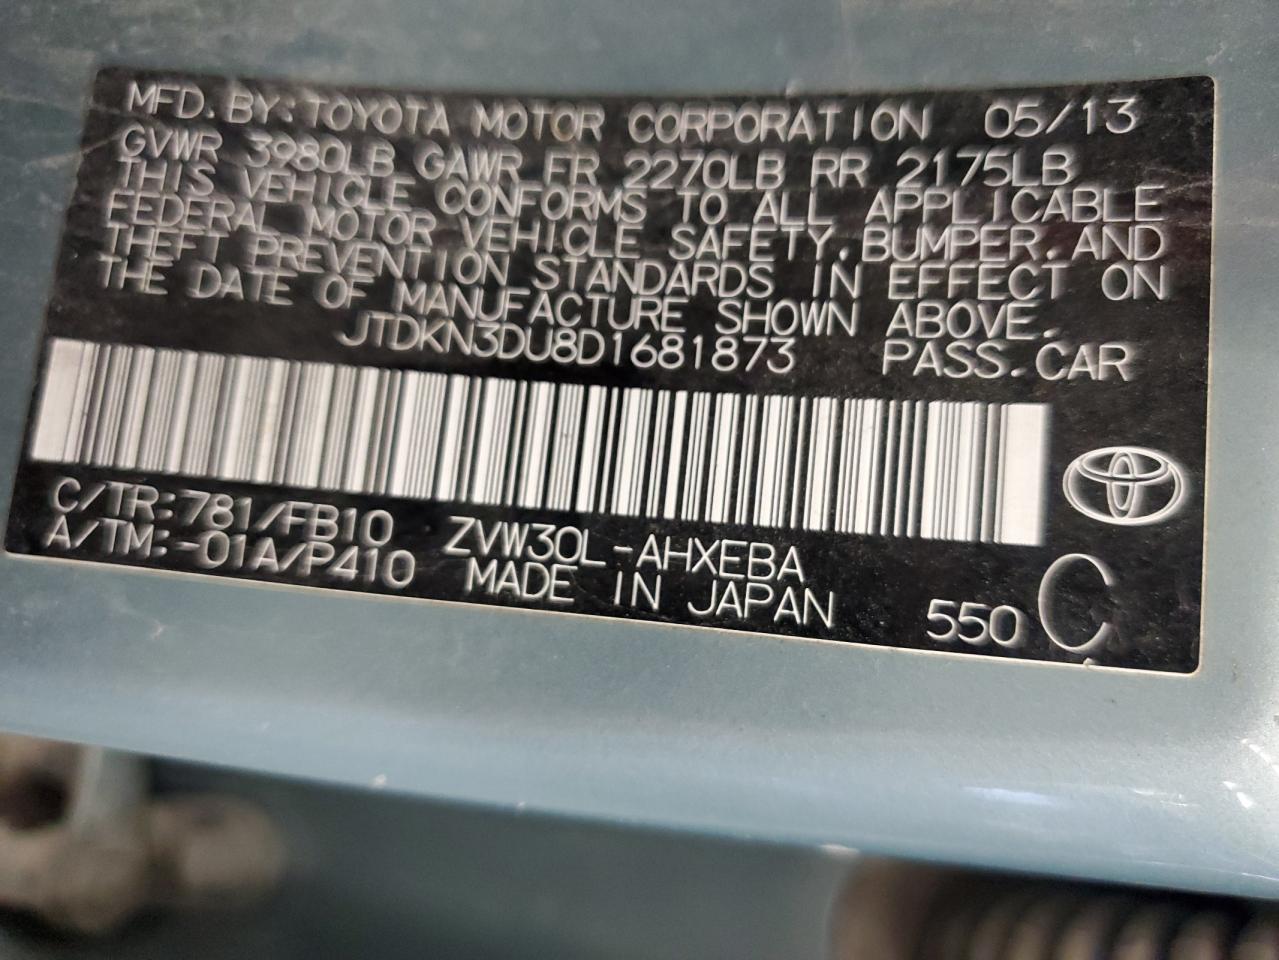 MFD. BY: TOYOTA MOTOR CORPORATION 05/13
GVWR 3980LB GAWR FR 2270LB RR 2175LB
THIS VEHICLE CONFORMS TO ALL APPLICABLE
FEDERAL MOTOR VEHICLE SAFETY, BUMPER, AND
THEFT PREVENTION STANDARDS IN EFFECT ON
THE DATE OF MANUFACTURE SHOWN ABOVE.
JTDKN3DU8D1681873 PASS. CAR
C/TR: 781/FB10 ZVW30L-AHXEBA
A/TM: -01A/P410 MADE IN JAPAN 550 C